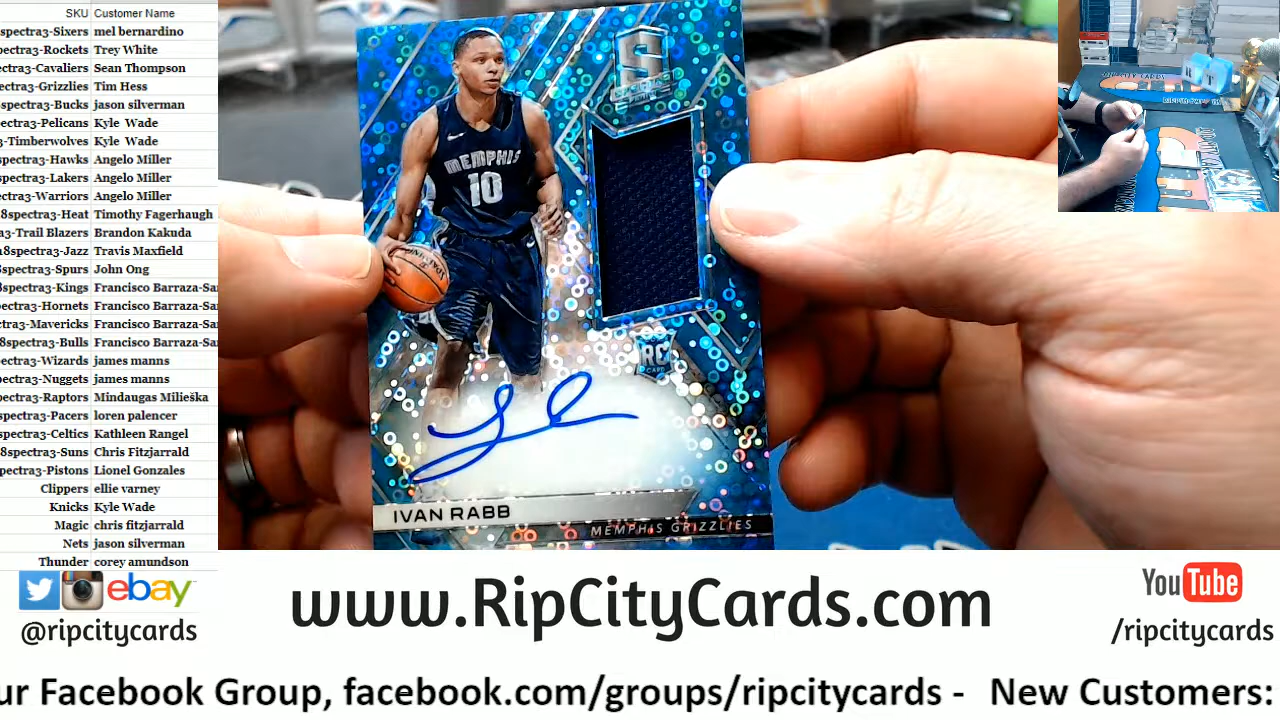 SKU Customer Name
spectra3-Sixers mel bernardino
pectra3-Rockets Trey White
ectra3-Cavaliers Sean Thompson
ectra3-Grizzlies Tim Hess
-spectra3-Bucks jason silverman
pectra3-Pelicans Kyle Wade
3-Timberwolves Kyle Wade
spectra3-Hawks Angelo Miller
spectra3-Lakers Angelo Miller
ectra3-Warriors Angelo Miller
8spectra3-Heat Timothy Fagerhaugh
a3-Trail Blazers Brandon Kakuda
18spectra3-Jazz Travis Maxfield
spectra3-Spurs John Ong
8spectra3-Kings Francisco Barraza-Sa
pectra3-Hornets Francisco Barraza-Sa
tra3-Mavericks Francisco Barraza-Sa
8spectra3-Bulls Francisco Barraza-Sa
ectra3-Wizards james manns
ectra3-Nuggets james manns
pectra3-Raptors Mindaugas Milieška
spectra3-Pacers loren palencer
spectra3-Celtics Kathleen Rangel
8spectra3-Suns Chris Fitzjarrald
pectra3-Pistons Lionel Gonzales
Clippers ellie varney
Knicks Kyle Wade
Magic chris fitzjarrald
Nets jason silverman
Thunder corey amundson
S
MEMPHIS
10
RC
CARD
IVAN RABB
MEMPHIS GRIZZLIES
RIP CITY CARDS
ebay
@ripcitycards
www.RipCityCards.com
YouTube
/ripcitycards
ur Facebook Group, facebook.com/groups/ripcitycards - New Customers: